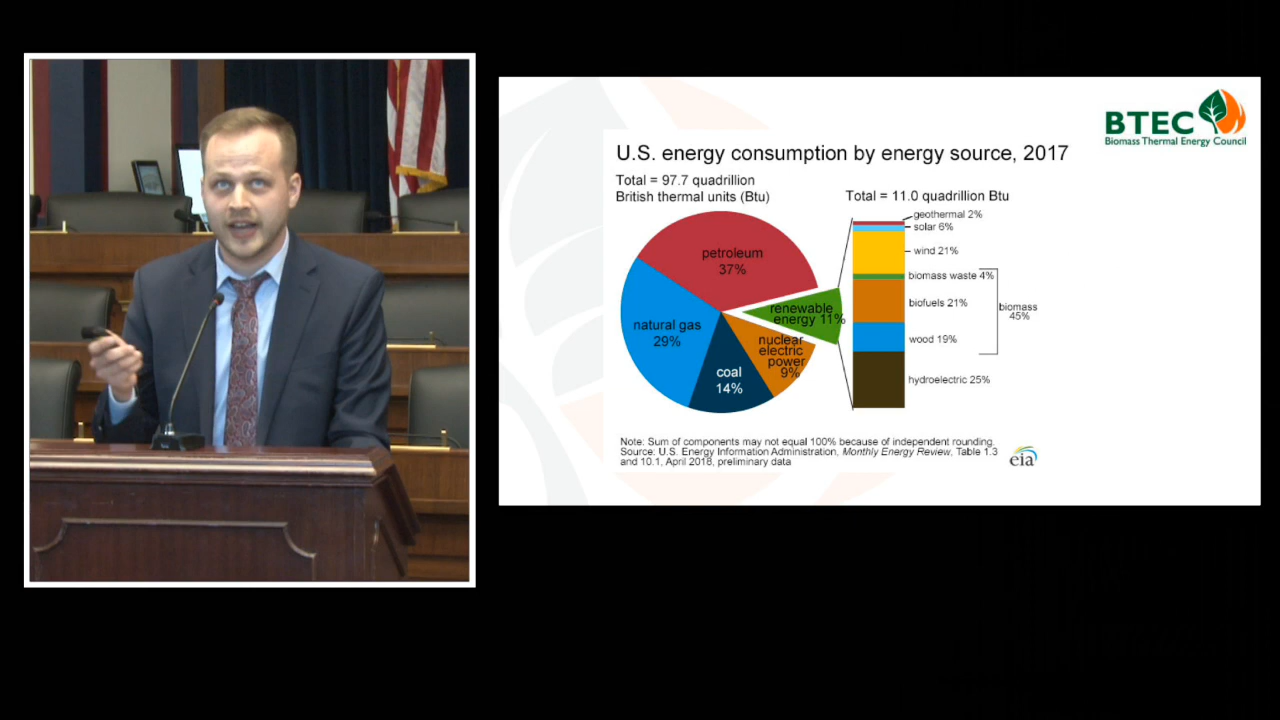 BTEC
Biomass Thermal Energy Council
U.S. energy consumption by energy source, 2017
Total = 97.7 quadrillion
British thermal units (Btu)
Total = 11.0 quadrillion Btu
petroleum
37%
natural gas
29%
coal
14%
nuclear
electric
power
9%
renewable
energy 11%
geothermal 2%
solar 6%
wind 21%
biomass waste 4%
biofuels 21%
wood 19%
biomass
45%
hydroelectric 25%
Note: Sum of components may not equal 100% because of independent rounding.
Source: U.S. Energy Information Administration, Monthly Energy Review, Table 1.3
and 10.1, April 2018, preliminary data
eia